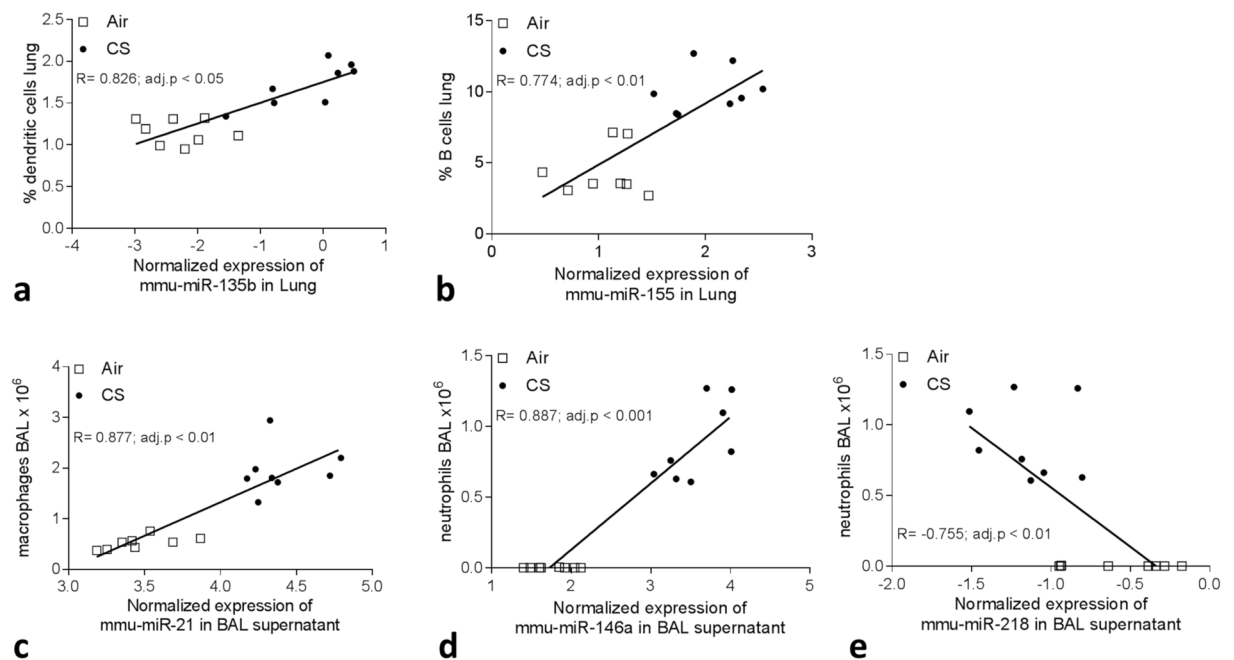 2.5
2.0
1.5
1.0
0.5
0.0
-4
-3
-2
-1
0
1
Air
CS
R= 0.826; adj.p < 0.05
% dendritic cells lung
Normalized expression of
mmu-miR-135b in Lung
a
15
10
5
0
0
1
2
3
Air
CS
R= 0.774; adj.p < 0.01
% B cells lung
Normalized expression of
mmu-miR-155 in Lung
b
4
3
2
1
0
3.0
3.5
4.0
4.5
5.0
Air
CS
R= 0.877; adj.p < 0.01
macrophages BAL x 10⁶
Normalized expression of
mmu-miR-21 in BAL supernatant
c
1.5
1.0
0.5
0.0
1
2
3
4
5
Air
CS
R= 0.887; adj.p < 0.001
neutrophils BAL x10⁶
Normalized expression of
mmu-miR-146a in BAL supernatant
d
1.5
1.0
0.5
0.0
-2.0
-1.5
-1.0
-0.5
0.0
Air
CS
R= -0.755; adj.p < 0.01
neutrophils BAL x10⁶
Normalized expression of
mmu-miR-218 in BAL supernatant
e